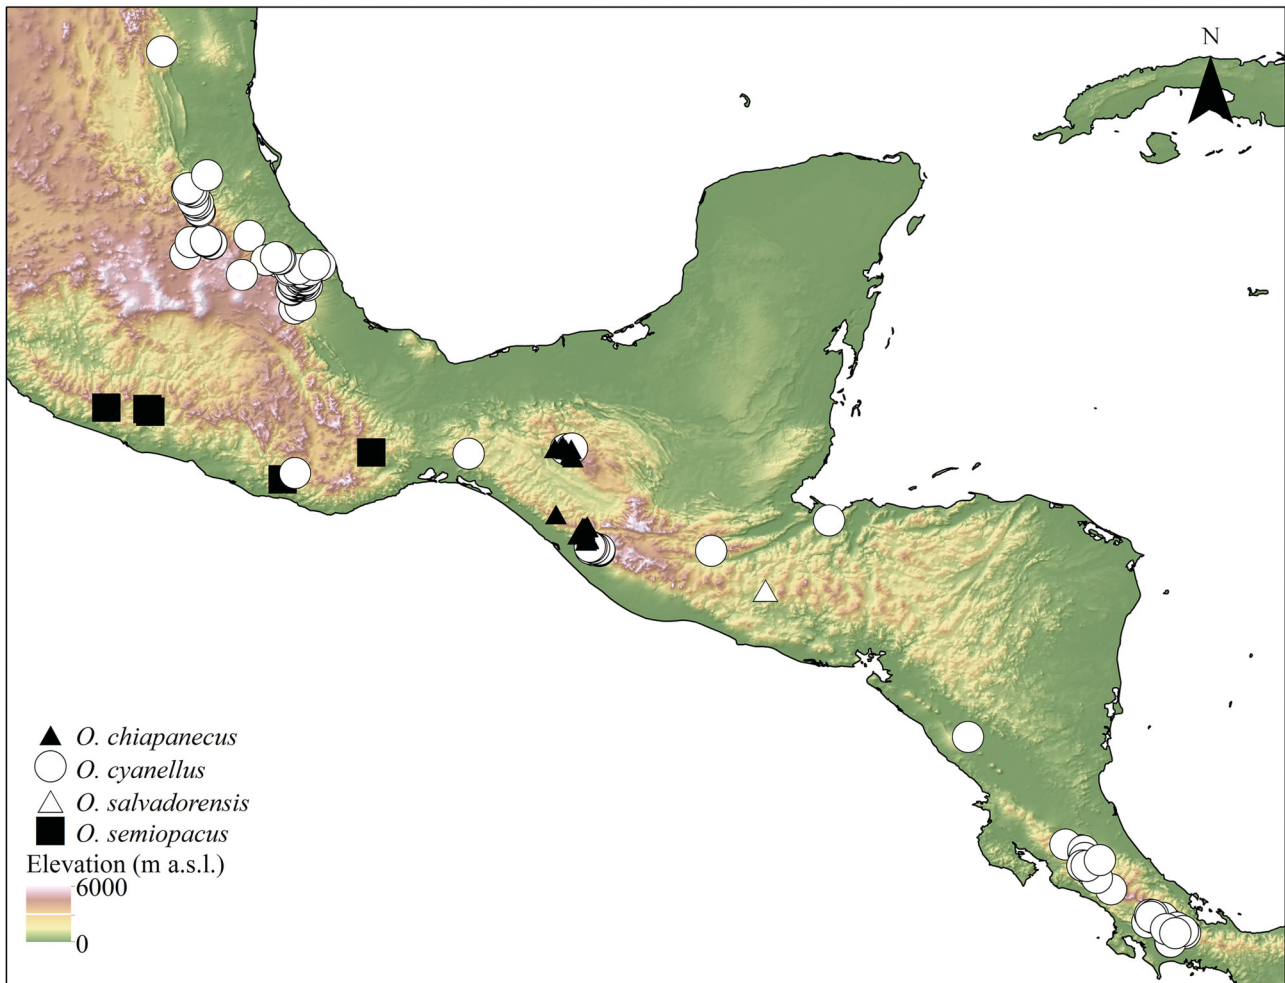 N
O. chiapanecus
O. cyanellus
O. salvadorensis
O. semiopacus
Elevation (m a.s.l.)
6000
0